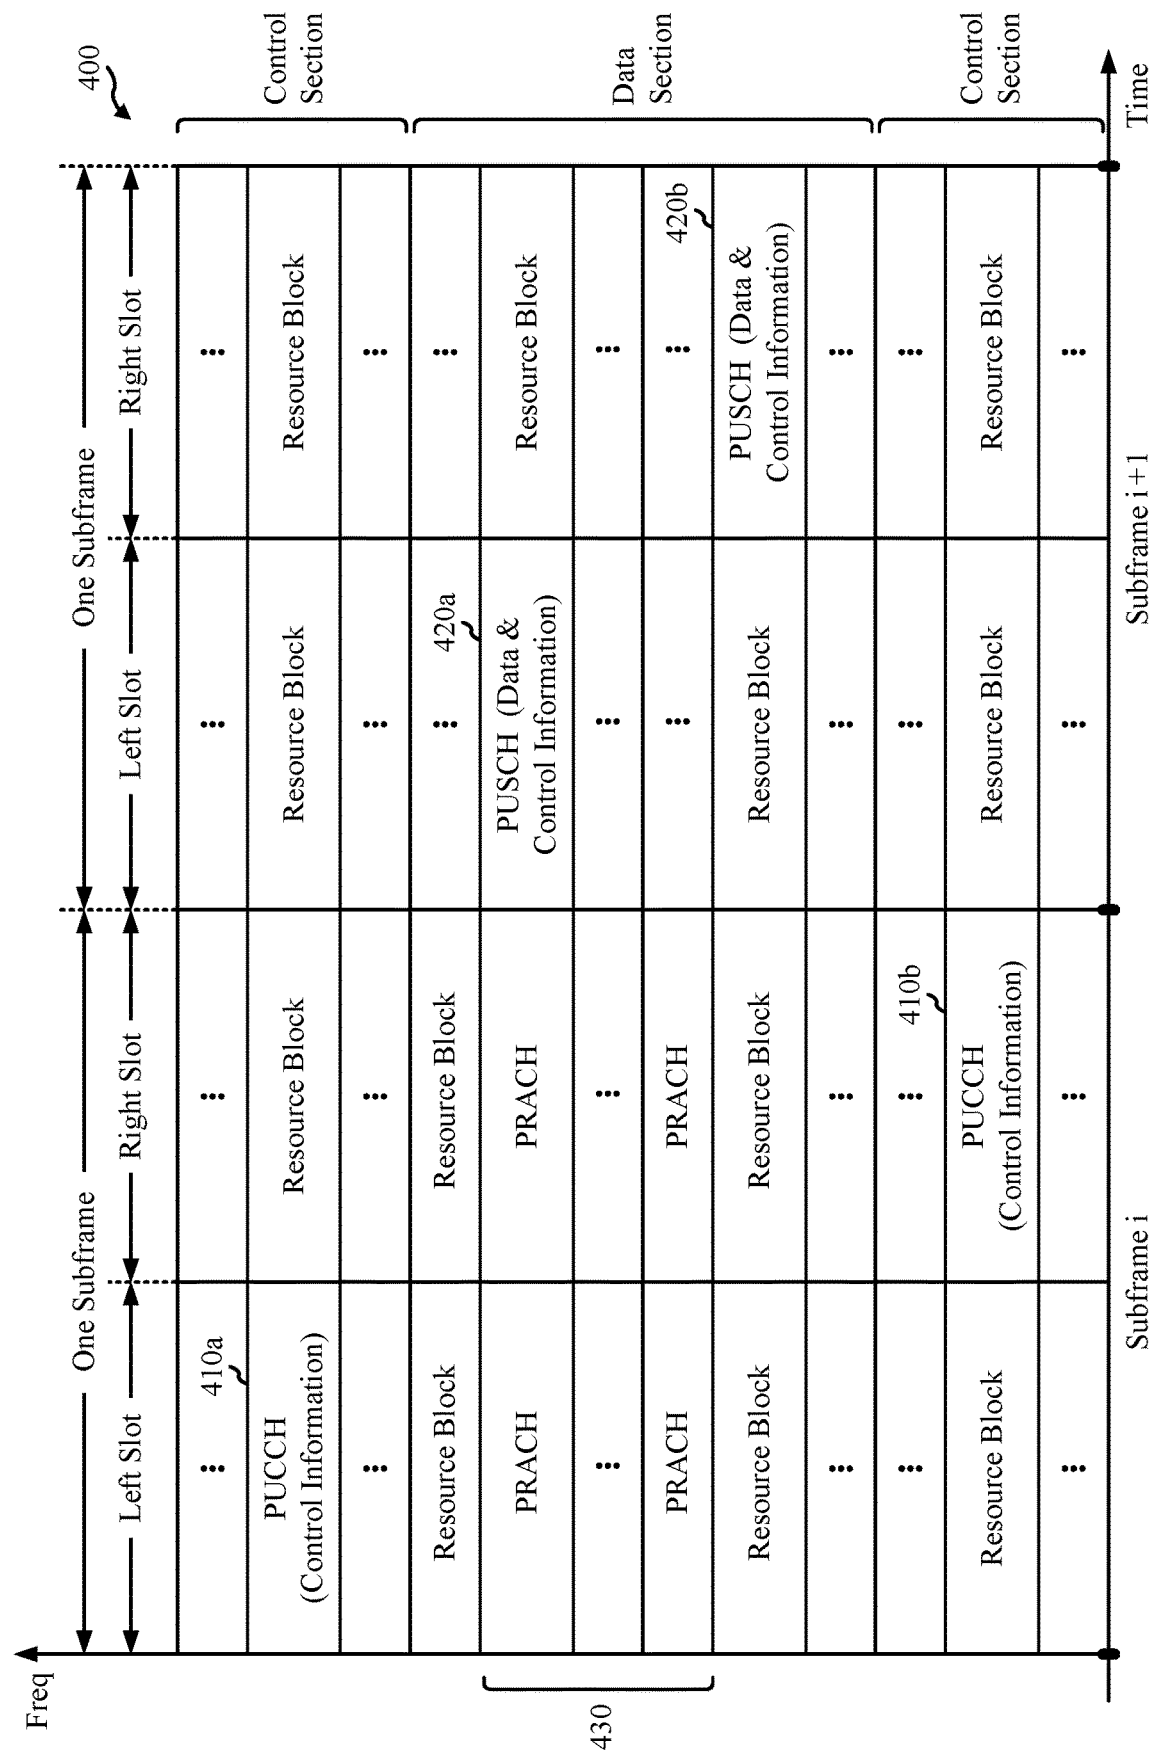 400
Freq
One Subframe
One Subframe
Left Slot
Right Slot
Left Slot
Right Slot
410a
...
...
...
...
PUCCH
(Control Information)
Resource Block
Resource Block
Resource Block
...
...
...
...
Control
Section
420a
Resource Block
Resource Block
...
...
430
PRACH
PRACH
PUSCH (Data &
Control Information)
Resource Block
...
...
...
...
420b
PRACH
PRACH
...
...
Resource Block
Resource Block
Resource Block
PUSCH (Data &
Control Information)
...
...
...
...
Data
Section
410b
...
...
...
...
Resource Block
PUCCH
(Control Information)
Resource Block
Resource Block
...
...
...
...
Control
Section
Subframe i
Subframe i + 1
Time